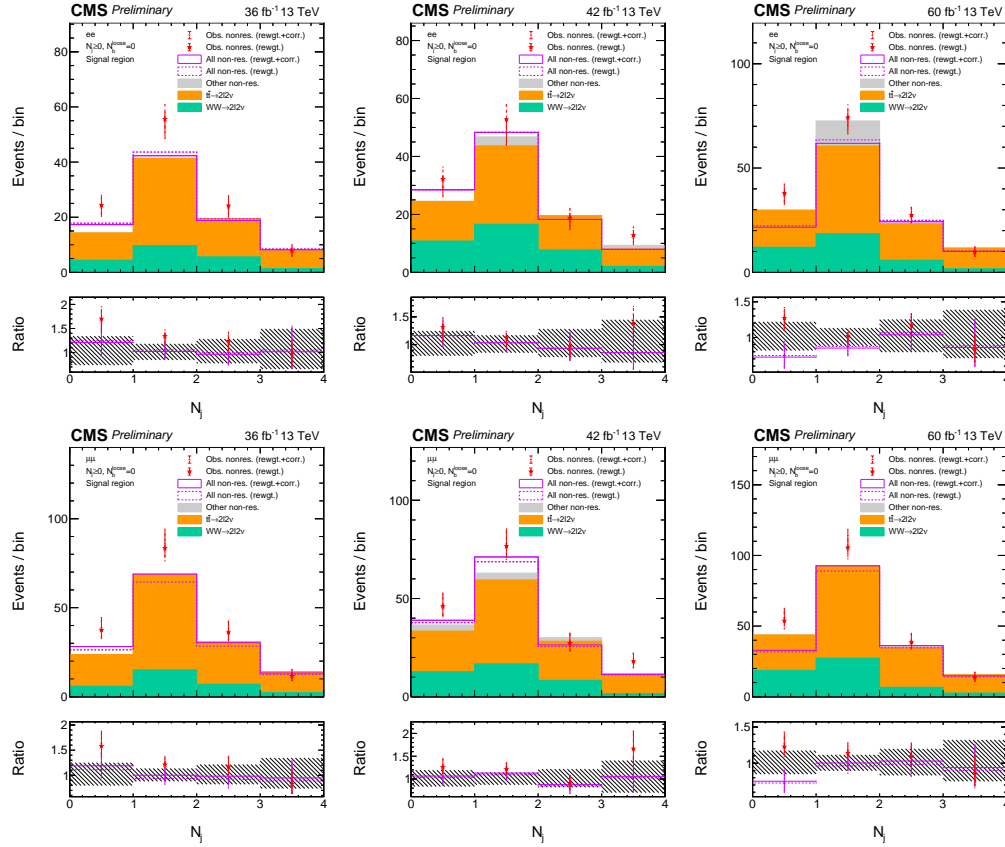 CMS Preliminary 36 fb⁻¹ 13 TeV
ee
N_j≥0, N_b^loose=0
Signal region
Obs. nonres. (rewgt.+corr.)
Obs. nonres. (rewgt.)
All non-res. (rewgt.+corr.)
All non-res. (rewgt.)
Other non-res.
tt̄→2l2ν
WW→2l2ν
Events / bin
80
60
40
20
0
Ratio
2
1.5
1
0 1 2 3 4
N_j
CMS Preliminary 42 fb⁻¹ 13 TeV
ee
N_j≥0, N_b^loose=0
Signal region
Obs. nonres. (rewgt.+corr.)
Obs. nonres. (rewgt.)
All non-res. (rewgt.+corr.)
All non-res. (rewgt.)
Other non-res.
tt̄→2l2ν
WW→2l2ν
Events / bin
80
60
40
20
0
Ratio
1.5
1
0 1 2 3 4
N_j
CMS Preliminary 60 fb⁻¹ 13 TeV
ee
N_j≥0, N_b^loose=0
Signal region
Obs. nonres. (rewgt.+corr.)
Obs. nonres. (rewgt.)
All non-res. (rewgt.+corr.)
All non-res. (rewgt.)
Other non-res.
tt̄→2l2ν
WW→2l2ν
Events / bin
100
50
0
Ratio
1.5
1
0 1 2 3 4
N_j
CMS Preliminary 36 fb⁻¹ 13 TeV
μμ
N_j≥0, N_b^loose=0
Signal region
Obs. nonres. (rewgt.+corr.)
Obs. nonres. (rewgt.)
All non-res. (rewgt.+corr.)
All non-res. (rewgt.)
Other non-res.
tt̄→2l2ν
WW→2l2ν
Events / bin
100
50
0
Ratio
2
1.5
1
0 1 2 3 4
N_j
CMS Preliminary 42 fb⁻¹ 13 TeV
μμ
N_j≥0, N_b^loose=0
Signal region
Obs. nonres. (rewgt.+corr.)
Obs. nonres. (rewgt.)
All non-res. (rewgt.+corr.)
All non-res. (rewgt.)
Other non-res.
tt̄→2l2ν
WW→2l2ν
Events / bin
100
50
0
Ratio
2
1.5
1
0 1 2 3 4
N_j
CMS Preliminary 60 fb⁻¹ 13 TeV
μμ
N_j≥0, N_b^loose=0
Signal region
Obs. nonres. (rewgt.+corr.)
Obs. nonres. (rewgt.)
All non-res. (rewgt.+corr.)
All non-res. (rewgt.)
Other non-res.
tt̄→2l2ν
WW→2l2ν
Events / bin
150
100
50
0
Ratio
1.5
1
0 1 2 3 4
N_j